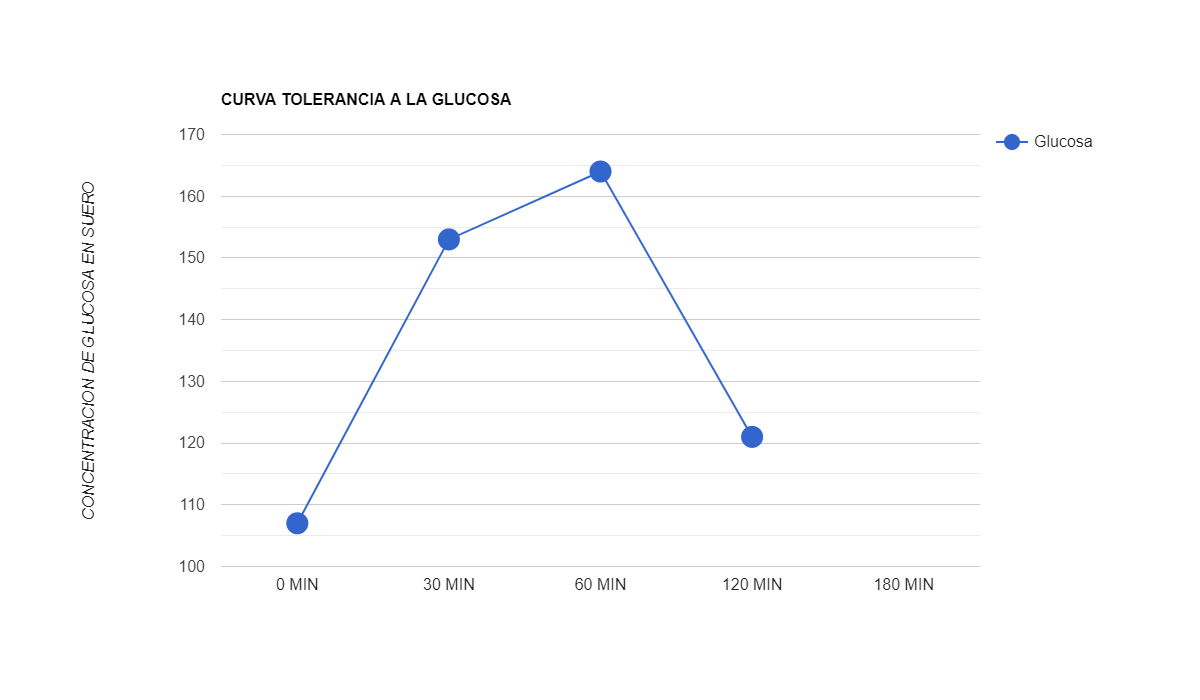 CURVA TOLERANCIA A LA GLUCOSA
Glucosa
CONCENTRACION DE GLUCOSA EN SUERO
170
160
150
140
130
120
110
100
0 MIN
30 MIN
60 MIN
120 MIN
180 MIN